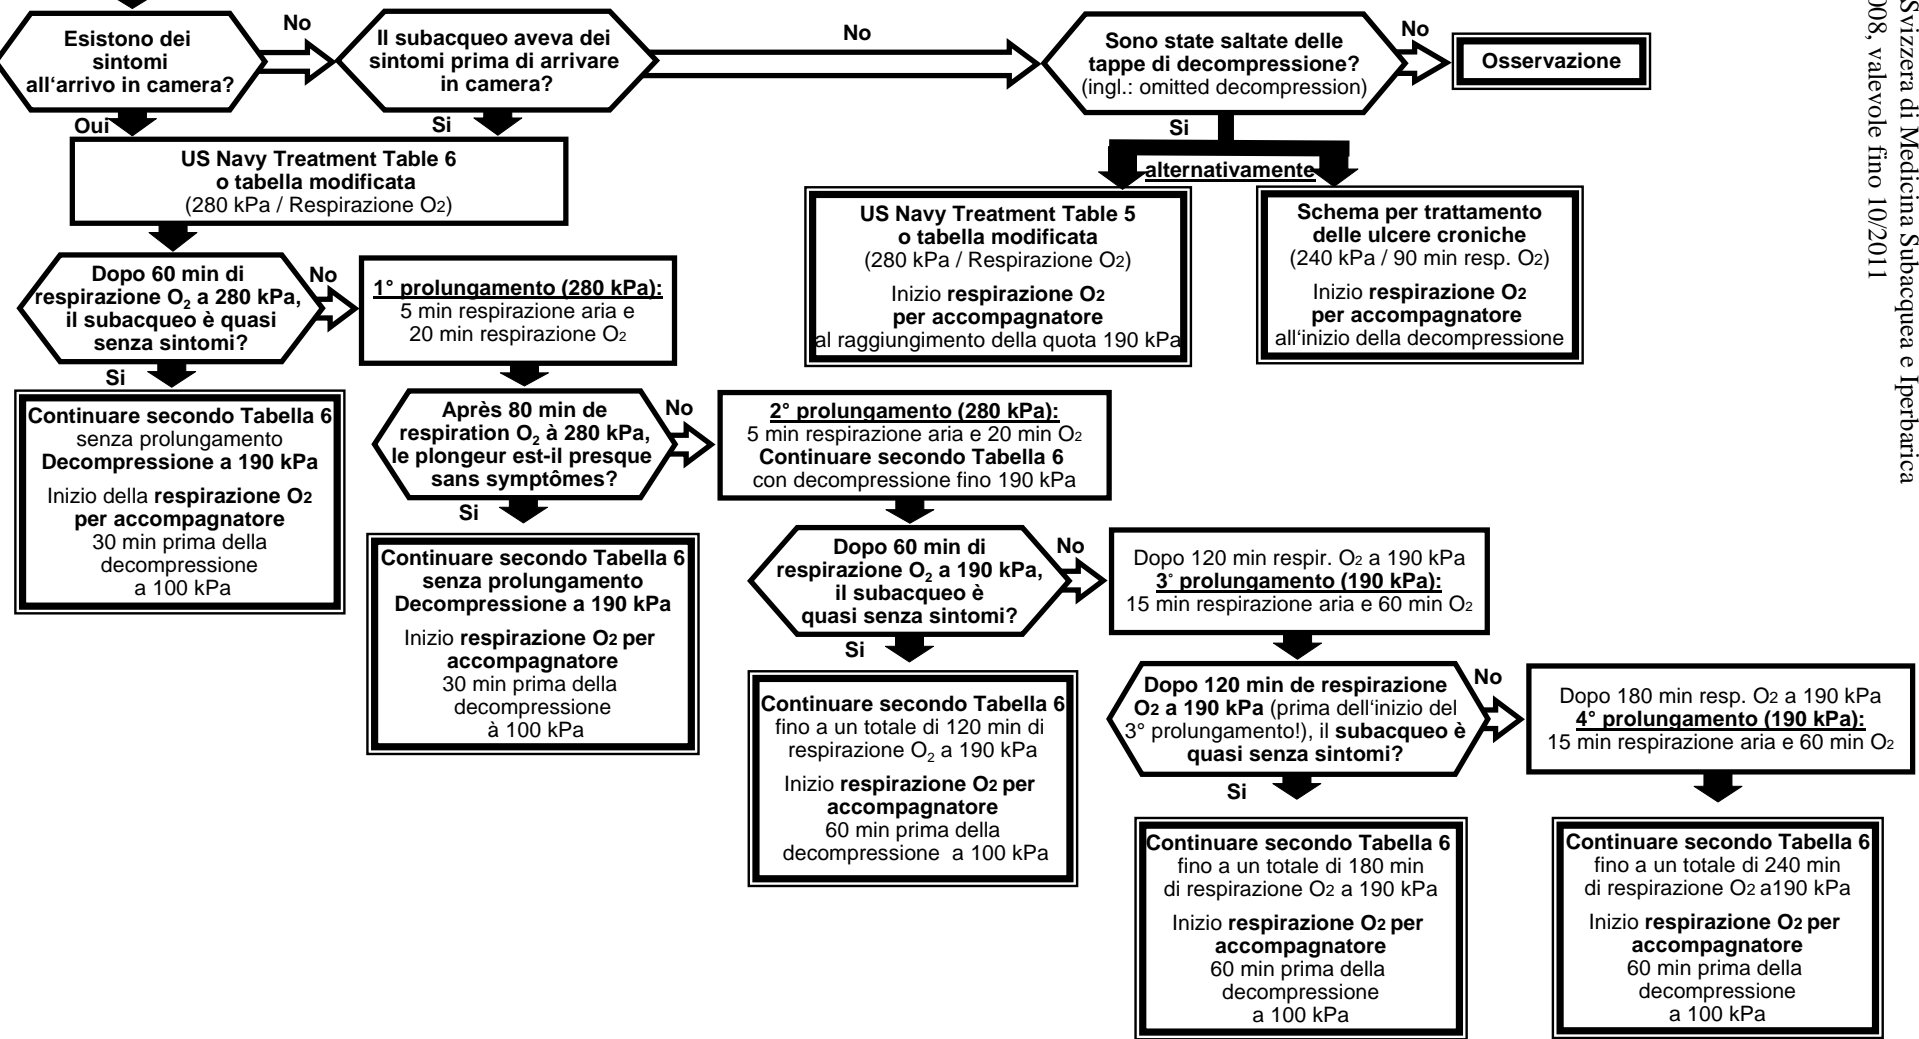 Esistono dei
sintomi
all'arrivo in camera?
No
Il subacqueo aveva dei
sintomi prima di arrivare
in camera?
No
Sono state saltate delle
tappe di decompressione?
(ingl.: omitted decompression)
No
Osservazione
Oui
Si
Si
US Navy Treatment Table 6
o tabella modificata
(280 kPa / Respirazione O2)
alternativamente
US Navy Treatment Table 5
o tabella modificata
(280 kPa / Respirazione O2)
Inizio respirazione O2
per accompagnatore
al raggiungimento della quota 190 kPa
Schema per trattamento
delle ulcere croniche
(240 kPa / 90 min resp. O2)
Inizio respirazione O2
per accompagnatore
all'inizio della decompressione
Dopo 60 min di
respirazione O2 a 280 kPa,
il subacqueo è quasi
senza sintomi?
No
1° prolungamento (280 kPa):
5 min respirazione aria e
20 min respirazione O2
Si
Continuare secondo Tabella 6
senza prolungamento
Decompressione a 190 kPa
Inizio della respirazione O2
per accompagnatore
30 min prima della
decompressione
a 100 kPa
Après 80 min de
respiration O2 à 280 kPa,
le plongeur est-il presque
sans symptômes?
No
2° prolungamento (280 kPa):
5 min respirazione aria e 20 min O2
Continuare secondo Tabella 6
con decompressione fino 190 kPa
Si
Continuare secondo Tabella 6
senza prolungamento
Decompressione a 190 kPa
Inizio respirazione O2 per
accompagnatore
30 min prima della
decompressione
à 100 kPa
Dopo 60 min di
respirazione O2 a 190 kPa,
il subacqueo è
quasi senza sintomi?
No
Dopo 120 min respir. O2 a 190 kPa
3° prolungamento (190 kPa):
15 min respirazione aria e 60 min O2
Si
Continuare secondo Tabella 6
fino a un totale di 120 min di
respirazione O2 a 190 kPa
Inizio respirazione O2 per
accompagnatore
60 min prima della
decompressione a 100 kPa
Dopo 120 min de respirazione
O2 a 190 kPa (prima dell'inizio del
3° prolungamento!), il subacqueo è
quasi senza sintomi?
No
Dopo 180 min resp. O2 a 190 kPa
4° prolungamento (190 kPa):
15 min respirazione aria e 60 min O2
Si
Continuare secondo Tabella 6
fino a un totale di 180 min
di respirazione O2 a 190 kPa
Inizio respirazione O2 per
accompagnatore
60 min prima della
decompressione
a 100 kPa
Continuare secondo Tabella 6
fino a un totale di 240 min
di respirazione O2 a190 kPa
Inizio respirazione O2 per
accompagnatore
60 min prima della
decompressione
a 100 kPa
Svizzera di Medicina Subacquea e Iperbarica
008, valevole fino 10/2011